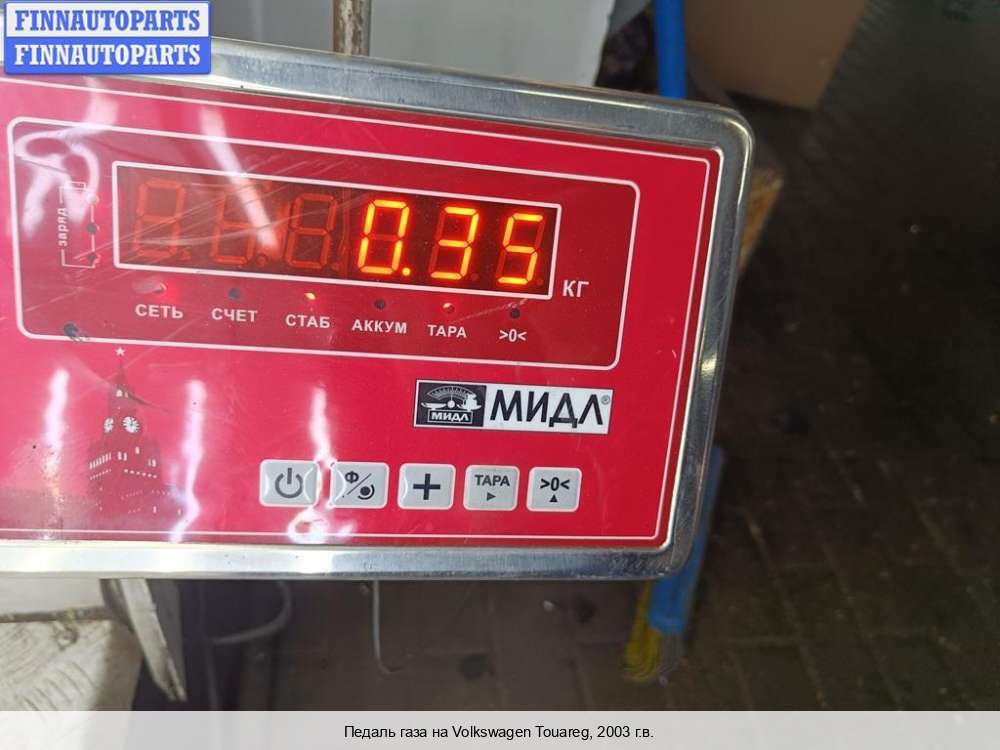 FINNAUTOPARTS
FINNAUTOPARTS
заряд
0.35
КГ
СЕТЬ СЧЕТ СТАБ АККУМ ТАРА >0<
МИДЛ МИДЛ®
Ф ТАРА >0<
Педаль газа на Volkswagen Touareg, 2003 г.в.